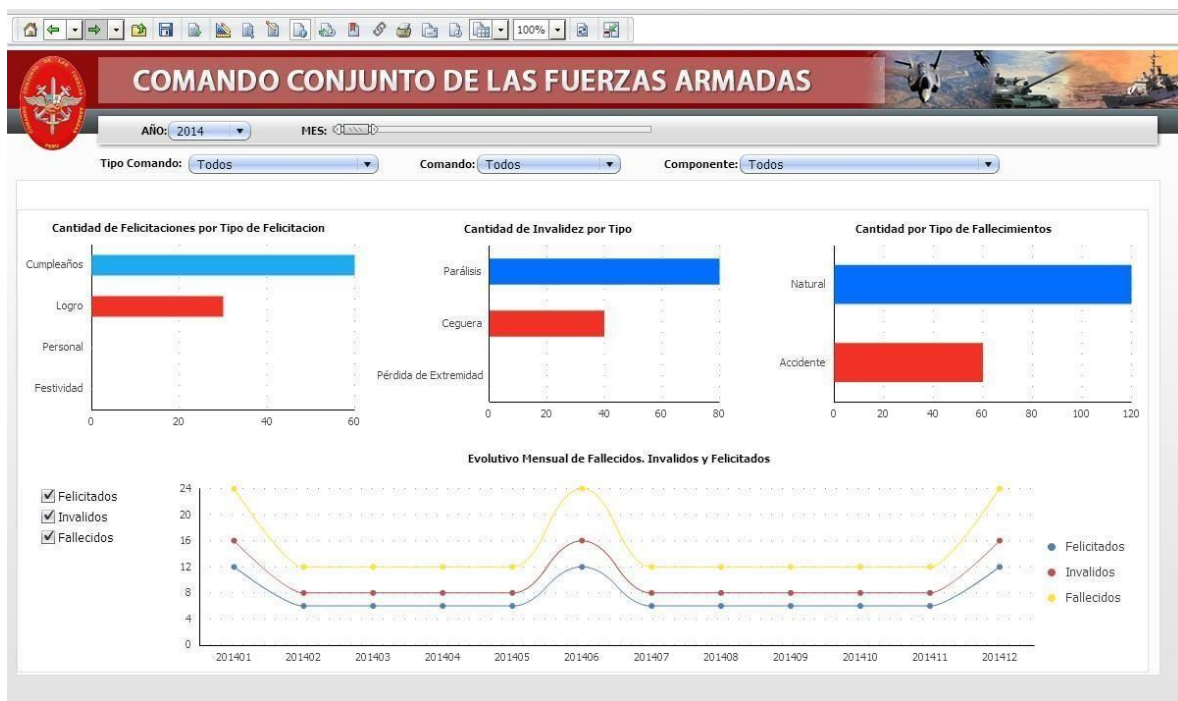 100%
COMANDO CONJUNTO DE LAS FUERZAS ARMADAS
AÑO: 2014 MES:
PERU
Tipo Comando: Todos Comando: Todos Componente: Todos
Cantidad de Felicitaciones por Tipo de Felicitacion
Cumpleaños
Logro
Personal
Festividad
0 20 40 60
Cantidad de Invalidez por Tipo
Parálisis
Ceguera
Pérdida de Extremidad
0 20 40 60 80
Cantidad por Tipo de Fallecimientos
Natural
Accidente
0 20 40 60 80 100 120
Evolutivo Mensual de Fallecidos. Invalidos y Felicitados
Felicitados
Invalidos
Fallecidos
24
20
16
12
8
4
0
201401 201402 201403 201404 201405 201406 201407 201408 201409 201410 201411 201412
Felicitados
Invalidos
Fallecidos